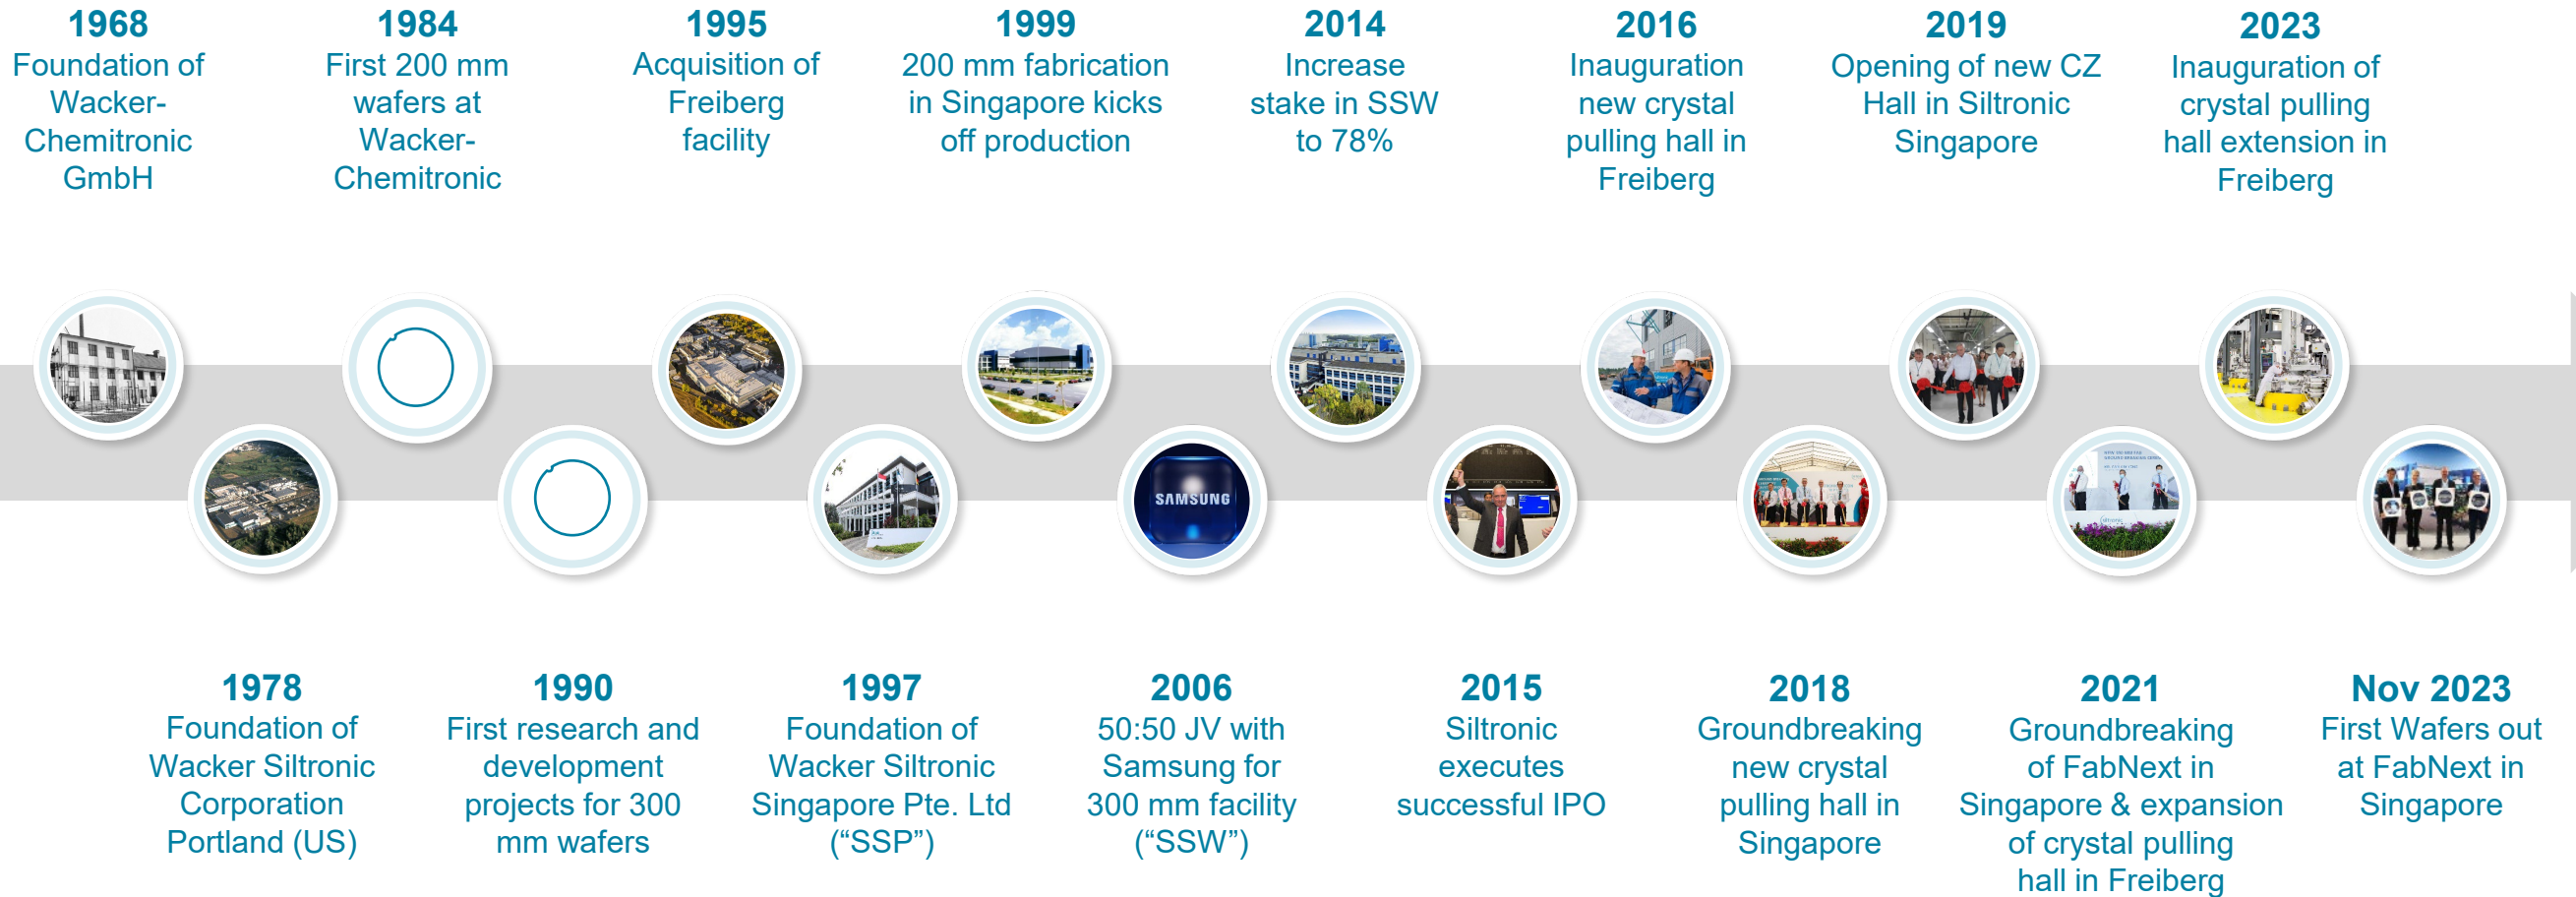 1968
Foundation of
Wacker-
Chemitronic
GmbH
1984
First 200 mm
wafers at
Wacker-
Chemitronic
1995
Acquisition of
Freiberg
facility
1999
200 mm fabrication
in Singapore kicks
off production
2014
Increase
stake in SSW
to 78%
2016
Inauguration
new crystal
pulling hall in
Freiberg
2019
Opening of new CZ
Hall in Siltronic
Singapore
2023
Inauguration of
crystal pulling
hall extension in
Freiberg
SAMSUNG
1978
Foundation of
Wacker Siltronic
Corporation
Portland (US)
1990
First research and
development
projects for 300
mm wafers
1997
Foundation of
Wacker Siltronic
Singapore Pte. Ltd
(“SSP”)
2006
50:50 JV with
Samsung for
300 mm facility
(“SSW”)
2015
Siltronic
executes
successful IPO
2018
Groundbreaking
new crystal
pulling hall in
Singapore
2021
Groundbreaking
of FabNext in
Singapore & expansion
of crystal pulling
hall in Freiberg
Nov 2023
First Wafers out
at FabNext in
Singapore